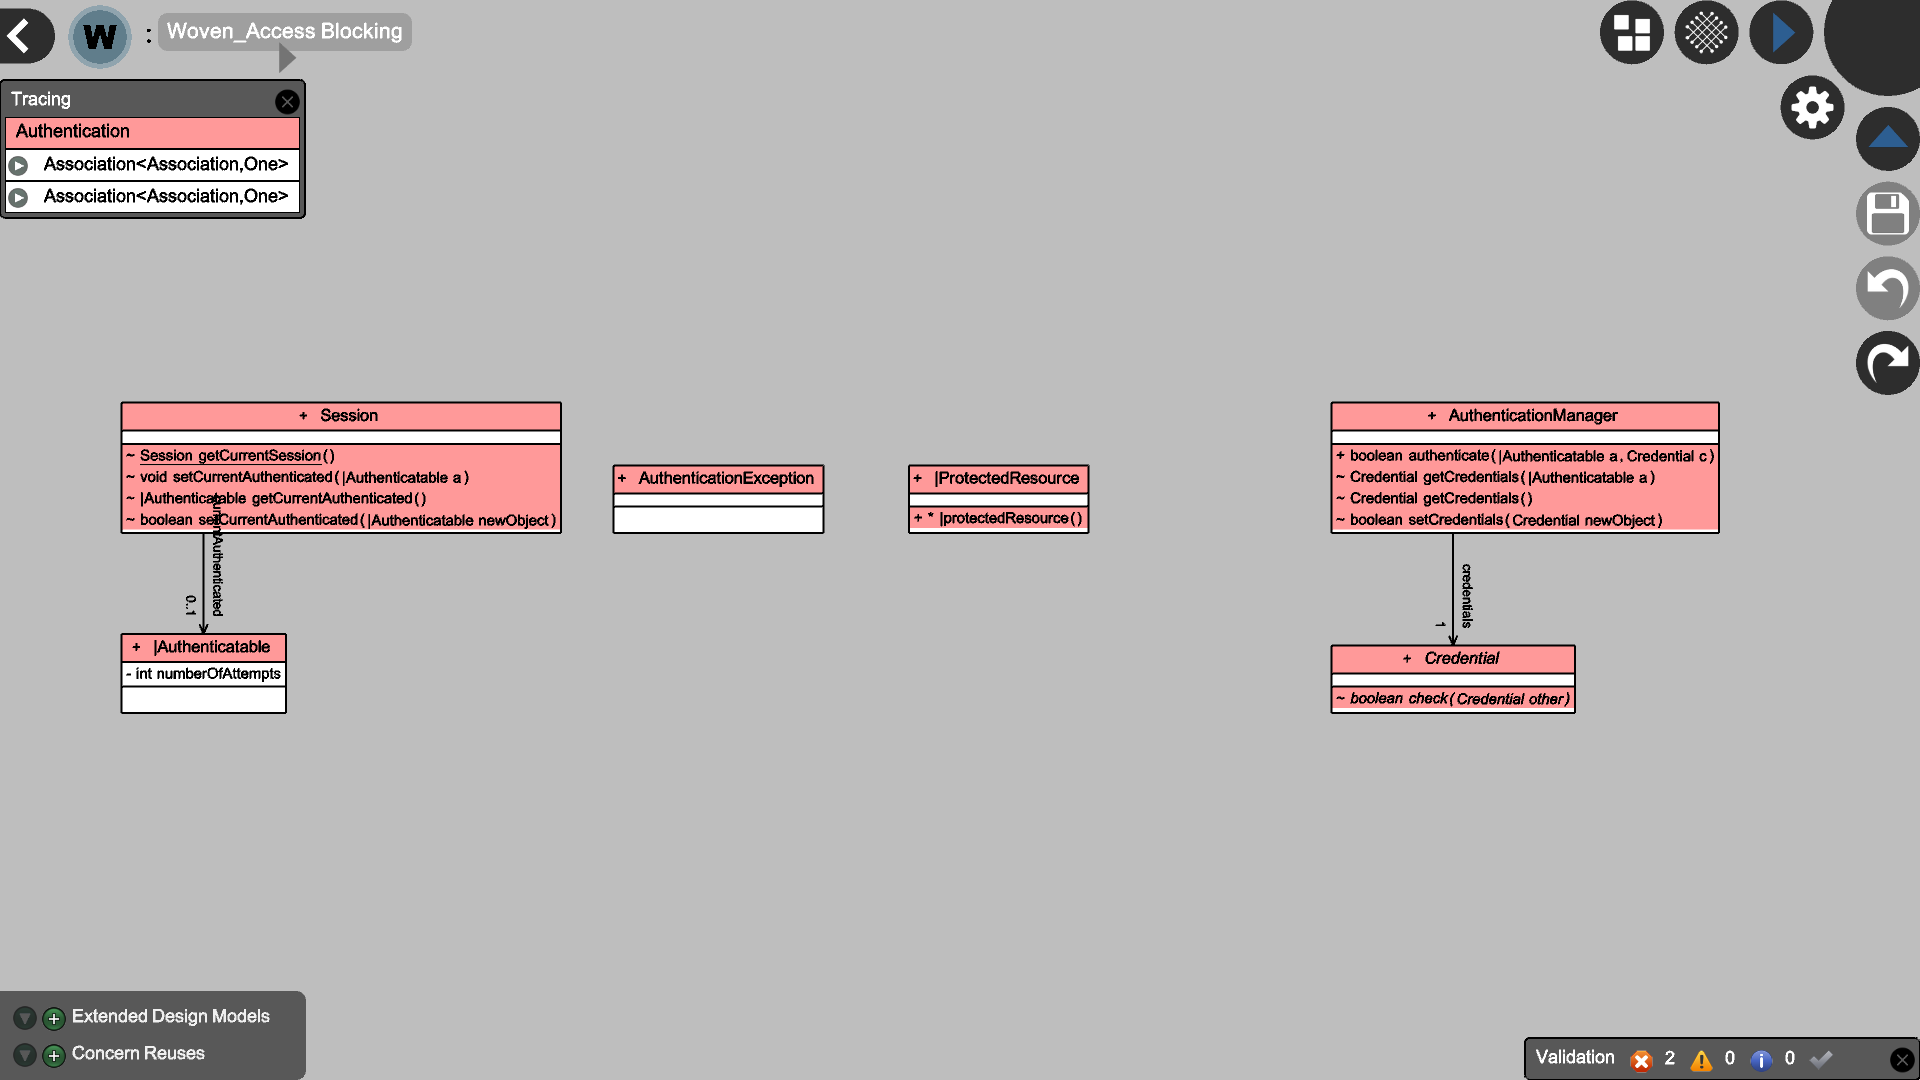 W : Woven_Access Blocking
Tracing
Authentication
Association<Association,One>
Association<Association,One>
+ Session
~ Session getCurrentSession()
~ void setCurrentAuthenticated(|Authenticatable a)
~ |Authenticatable getCurrentAuthenticated()
~ boolean setCurrentAuthenticated(|Authenticatable newObject)
+ AuthenticationException
+ |ProtectedResource
+ * |protectedResource()
+ AuthenticationManager
+ boolean authenticate(|Authenticatable a, Credential c)
~ Credential getCredentials(|Authenticatable a)
~ Credential getCredentials()
~ boolean setCredentials(Credential newObject)
currentAuthenticated
0..1
credentials
1
+ |Authenticatable
- int numberOfAttempts
+ Credential
~ boolean check(Credential other)
Extended Design Models
Concern Reuses
Validation 2 0 0